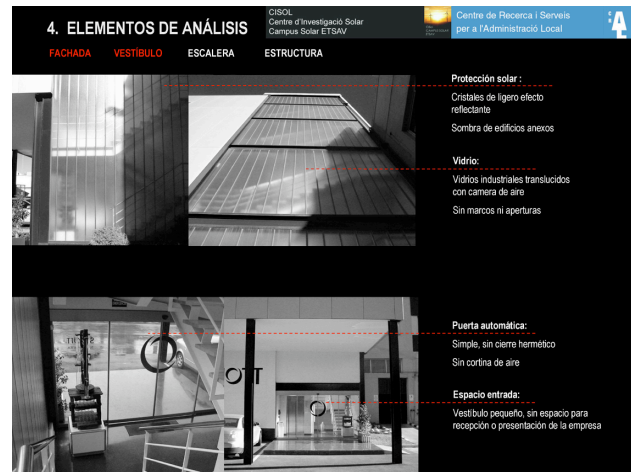 4. ELEMENTOS DE ANÁLISIS
CISOL
Centre d'Investigació Solar
Campus Solar ETSAV
Centre de Recerca i Serveis
per a l'Administració Local
FACHADA VESTÍBULO ESCALERA ESTRUCTURA
Protección solar :
Cristales de ligero efecto
reflectante
Sombra de edificios anexos
Vidrio:
Vidrios industriales translucidos
con camera de aire
Sin marcos ni aperturas
Puerta automática:
Simple, sin cierre hermético
Sin cortina de aire
Espacio entrada:
Vestíbulo pequeño, sin espacio para
recepción o presentación de la empresa